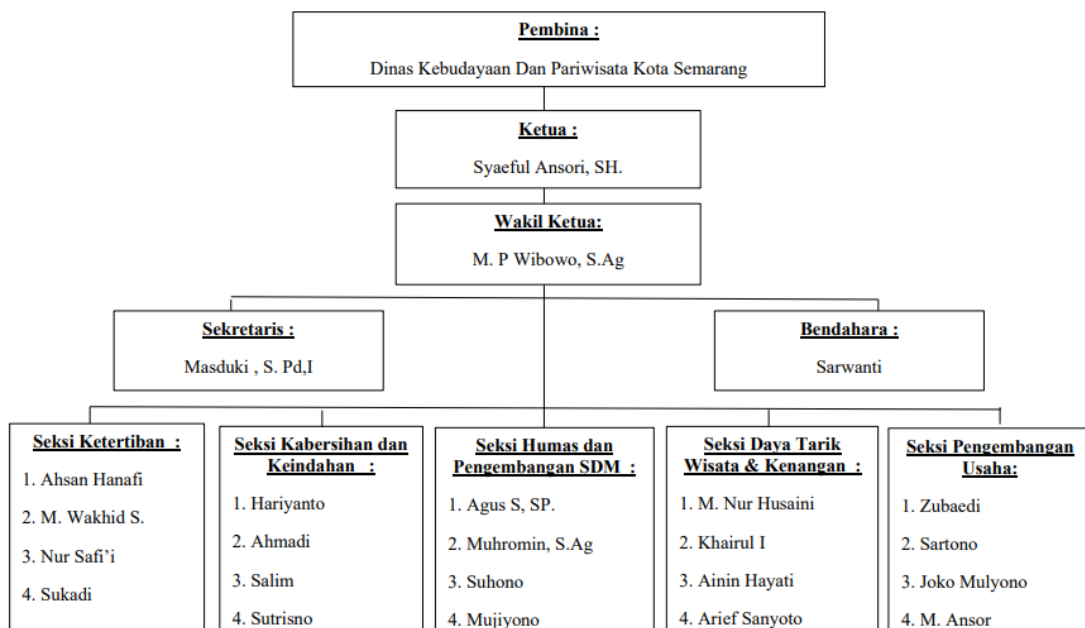 Pembina :
Dinas Kebudayaan Dan Pariwisata Kota Semarang
Ketua :
Syaeful Ansori, SH.
Wakil Ketua:
M. P Wibowo, S.Ag
Sekretaris :
Masduki , S. Pd,I
Bendahara :
Sarwanti
Seksi Ketertiban :
1. Ahsan Hanafi
2. M. Wakhid S.
3. Nur Safi’i
4. Sukadi
Seksi Kabersihan dan
Keindahan :
1. Hariyanto
2. Ahmadi
3. Salim
4. Sutrisno
Seksi Humas dan
Pengembangan SDM :
1. Agus S, SP.
2. Muhromin, S.Ag
3. Suhono
4. Mujiyono
Seksi Daya Tarik
Wisata & Kenangan :
1. M. Nur Husaini
2. Khairul I
3. Ainin Hayati
4. Arief Sanyoto
Seksi Pengembangan
Usaha:
1. Zubaedi
2. Sartono
3. Joko Mulyono
4. M. Ansor